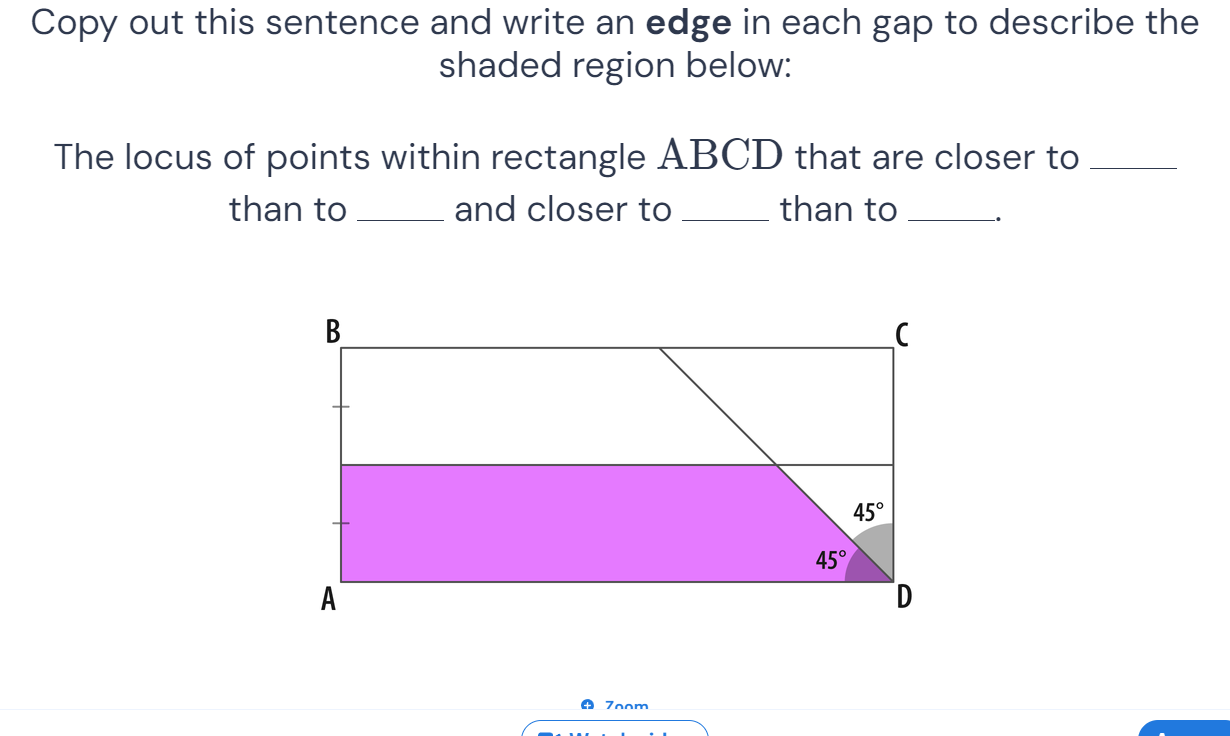 Copy out this sentence and write an edge in each gap to describe the
shaded region below:
The locus of points within rectangle ABCD that are closer to _____
than to _____ and closer to _____ than to _____.
B
C
45°
45°
A
D
Zoom